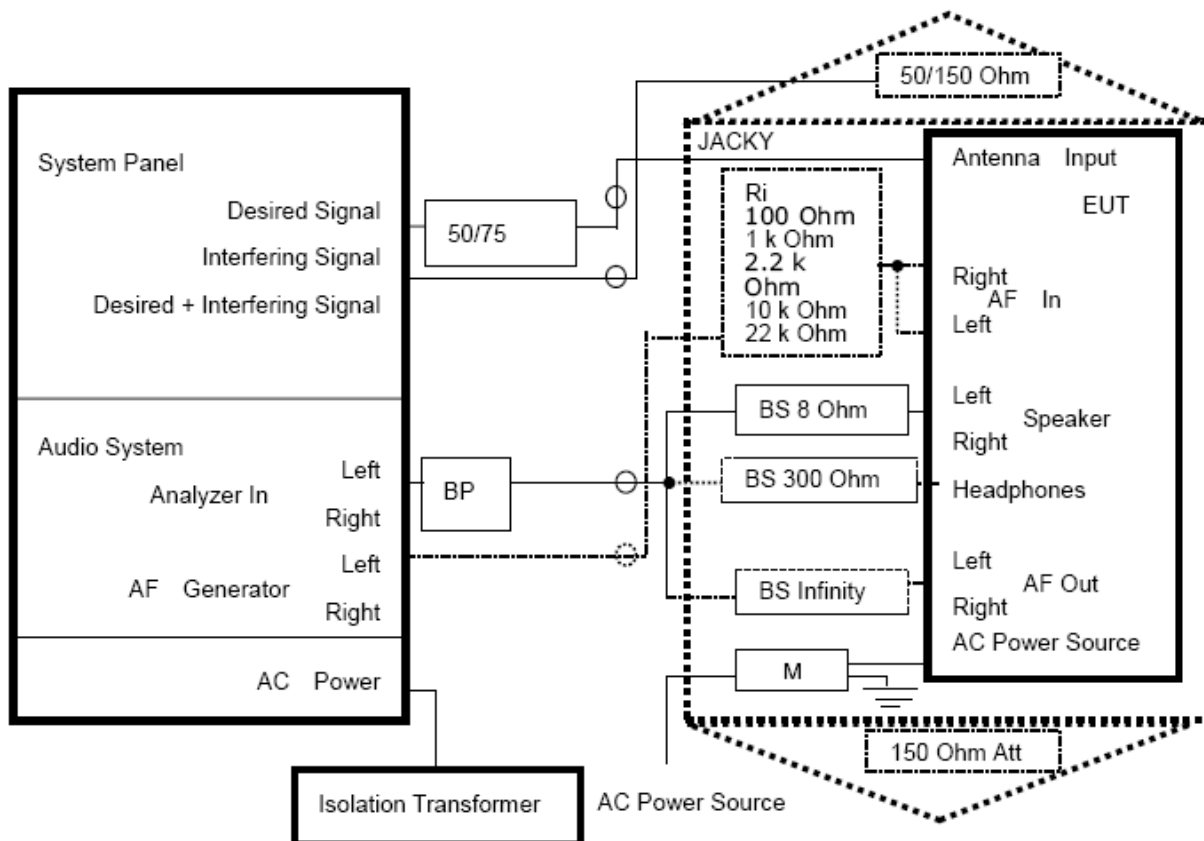 50/150 Ohm
System Panel
Desired Signal
Interfering Signal
Desired + Interfering Signal
50/75
JACKY
Ri
100 Ohm
1 k Ohm
2.2 k
Ohm
10 k Ohm
22 k Ohm
Antenna Input
EUT
Right
AF In
Left
Audio System
Left
Analyzer In
Right
Left
AF Generator
Right
BP
BS 8 Ohm
BS 300 Ohm
BS Infinity
M
Left
Speaker
Right
Headphones
Left
AF Out
Right
AC Power Source
AC Power
150 Ohm Att
Isolation Transformer
AC Power Source